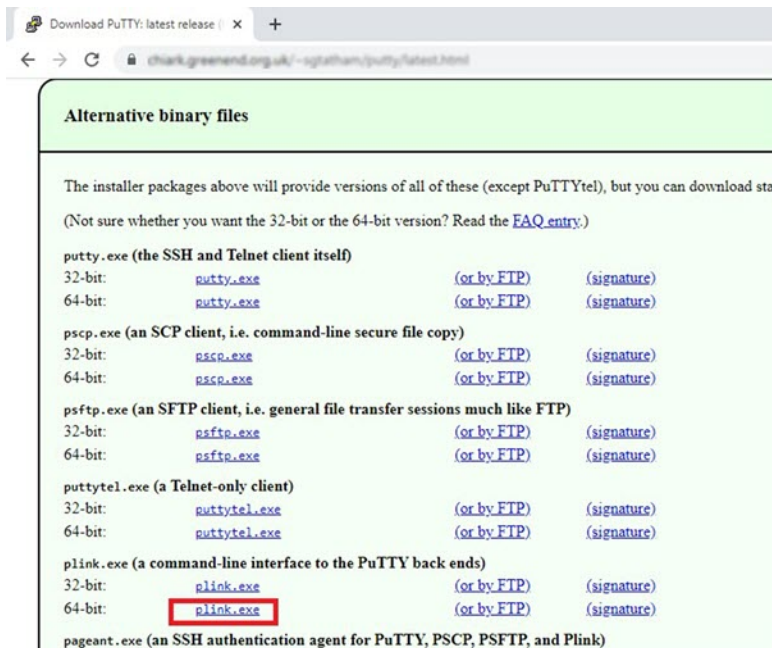 Download PuTTY: latest release (
chiark.greenend.org.uk/~sgtatham/putty/latest.html
Alternative binary files
The installer packages above will provide versions of all of these (except PuTTYtel), but you can download sta
(Not sure whether you want the 32-bit or the 64-bit version? Read the FAQ entry.)
putty.exe (the SSH and Telnet client itself)
32-bit: putty.exe (or by FTP) (signature)
64-bit: putty.exe (or by FTP) (signature)
pscp.exe (an SCP client, i.e. command-line secure file copy)
32-bit: pscp.exe (or by FTP) (signature)
64-bit: pscp.exe (or by FTP) (signature)
psftp.exe (an SFTP client, i.e. general file transfer sessions much like FTP)
32-bit: psftp.exe (or by FTP) (signature)
64-bit: psftp.exe (or by FTP) (signature)
puttytel.exe (a Telnet-only client)
32-bit: puttytel.exe (or by FTP) (signature)
64-bit: puttytel.exe (or by FTP) (signature)
plink.exe (a command-line interface to the PuTTY back ends)
32-bit: plink.exe (or by FTP) (signature)
64-bit: plink.exe (or by FTP) (signature)
pageant.exe (an SSH authentication agent for PuTTY, PSCP, PSFTP, and Plink)